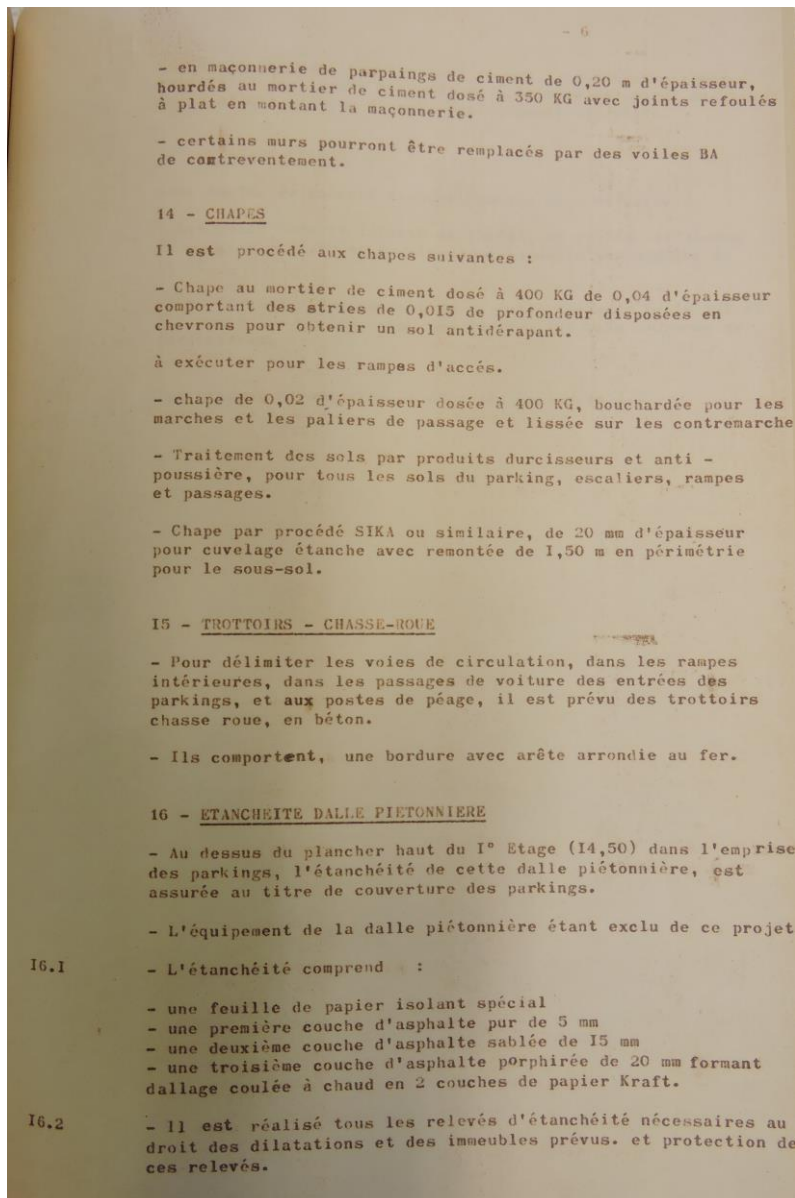 - 6
- en maçonnerie de parpaings de ciment de 0,20 m d'épaisseur,
hourdés au mortier de ciment dosé à 350 KG avec joints refoulés
à plat en montant la maçonnerie.
- certains murs pourront être remplacés par des voiles BA
de contreventement.
14 - CHAPES
Il est procédé aux chapes suivantes :
- Chape au mortier de ciment dosé à 400 KG de 0,04 d'épaisseur
comportant des stries de 0,0I5 de profondeur disposées en
chevrons pour obtenir un sol antidérapant.
à exécuter pour les rampes d'accés.
- chape de 0,02 d'épaisseur dosée à 400 KG, bouchardée pour les
marches et les paliers de passage et lissée sur les contremarche
- Traitement des sols par produits durcisseurs et anti -
poussière, pour tous les sols du parking, escaliers, rampes
et passages.
- Chape par procédé SIKA ou similaire, de 20 mm d'épaisseur
pour cuvelage étanche avec remontée de I,50 m en périmétrie
pour le sous-sol.
I5 - TROTTOIRS - CHASSE-ROUE
- Pour délimiter les voies de circulation, dans les rampes
intérieures, dans les passages de voiture des entrées des
parkings, et aux postes de péage, il est prévu des trottoirs
chasse roue, en béton.
- Ils comportent, une bordure avec arête arrondie au fer.
16 - ETANCHEITE DALLE PIETONNIERE
- Au dessus du plancher haut du I° Etage (I4,50) dans l'emprise
des parkings, l'étanchéité de cette dalle piétonnière, est
assurée au titre de couverture des parkings.
- L'équipement de la dalle piétonnière étant exclu de ce projet
I6.I - L'étanchéité comprend :
- une feuille de papier isolant spécial
- une première couche d'asphalte pur de 5 mm
- une deuxième couche d'asphalte sablée de I5 mm
- une troisième couche d'asphalte porphirée de 20 mm formant
dallage coulée à chaud en 2 couches de papier Kraft.
I6.2 - Il est réalisé tous les relevés d'étanchéité nécessaires au
droit des dilatations et des immeubles prévus. et protection de
ces relevés.